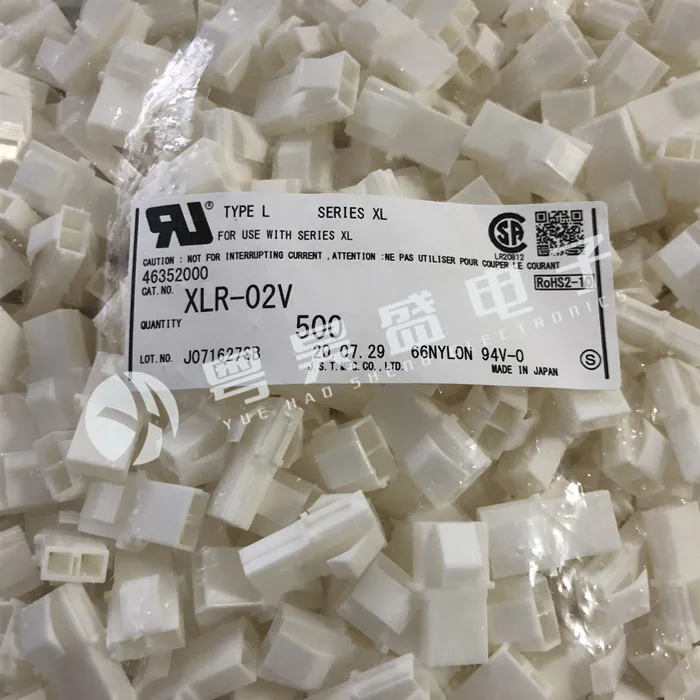 TYPE L SERIES XL
FOR USE WITH SERIES XL
LR20812
CAUTION : NOT FOR INTERRUPTING CURRENT .ATTENTION :NE PAS UTILISER POUR COUPER LE COURANT
46352000
RoHS2-10
CAT.NO. XLR-02V
QUANTITY 500
LOT.NO. J0716279B 20.07.29 66NYLON 94V-0
J.S.T.MFG.CO.,LTD. MADE IN JAPAN S
粤昊盛电子
YUE HAO SHENG ELECTRONICS